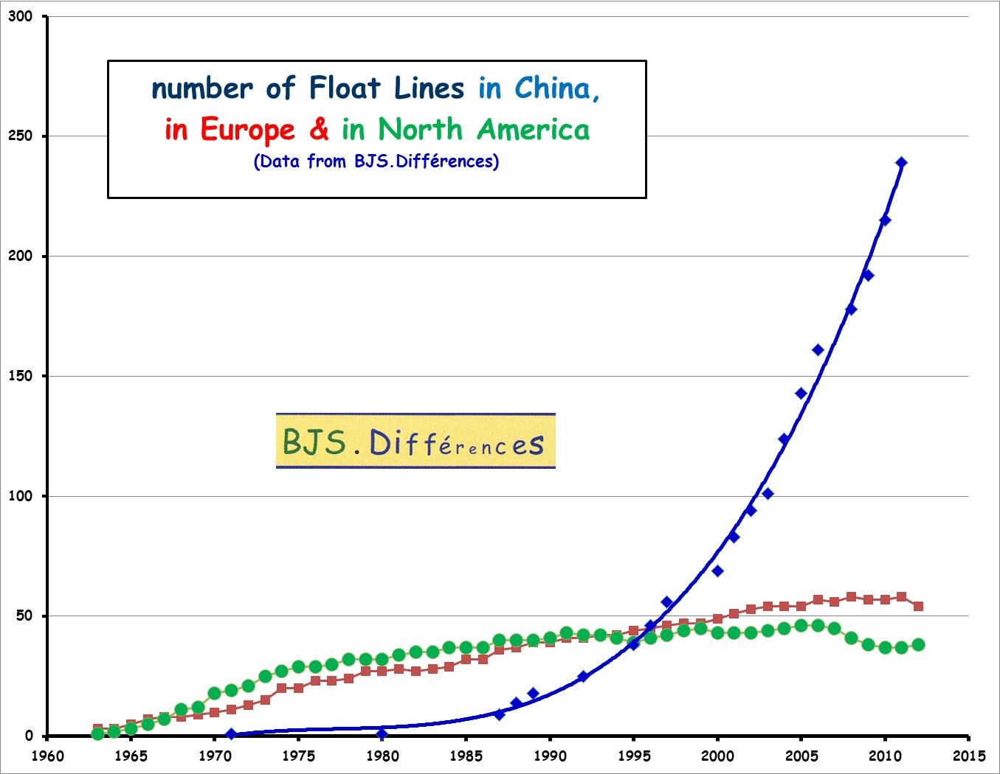 300
number of Float Lines in China,
in Europe & in North America
(Data from BJS.Différences)
250
200
150
BJS.Différences
100
50
0
1960 1965 1970 1975 1980 1985 1990 1995 2000 2005 2010 2015